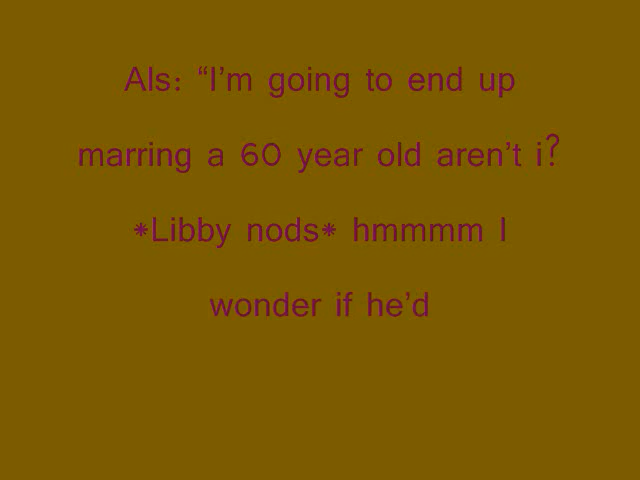 Als: “I’m going to end up
marring a 60 year old aren’t i?
*Libby nods* hmmmm I
wonder if he’d